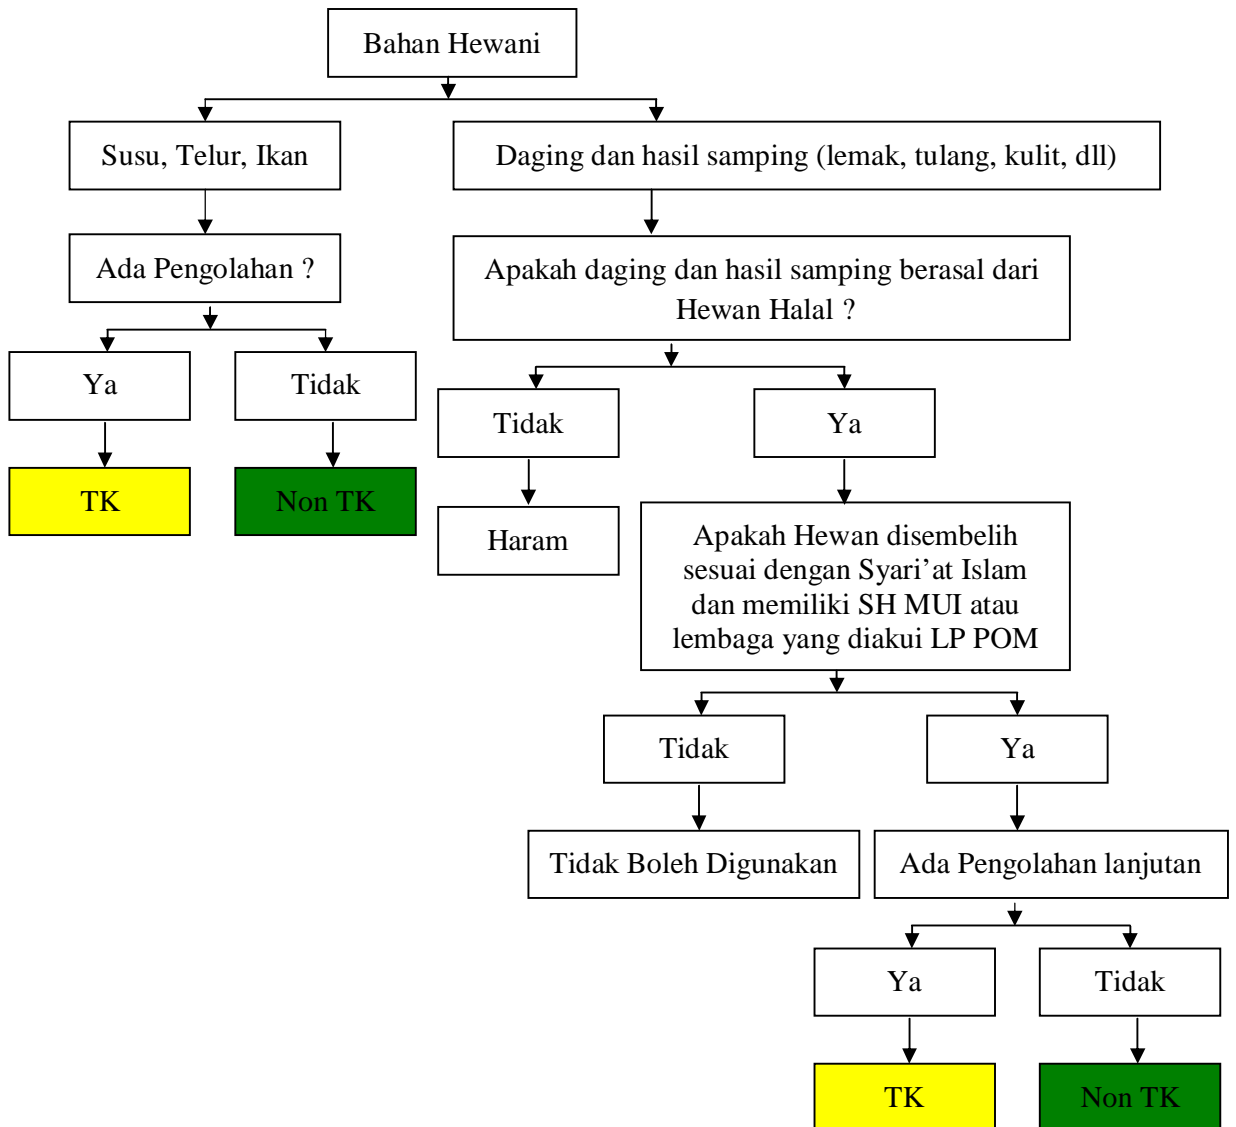 Bahan Hewani
Susu, Telur, Ikan
Daging dan hasil samping (lemak, tulang, kulit, dll)
Ada Pengolahan ?
Apakah daging dan hasil samping berasal dari
Hewan Halal ?
Ya
Tidak
Tidak
Ya
TK
Non TK
Haram
Apakah Hewan disembelih
sesuai dengan Syari’at Islam
dan memiliki SH MUI atau
lembaga yang diakui LP POM
Tidak
Ya
Tidak Boleh Digunakan
Ada Pengolahan lanjutan
Ya
Tidak
TK
Non TK